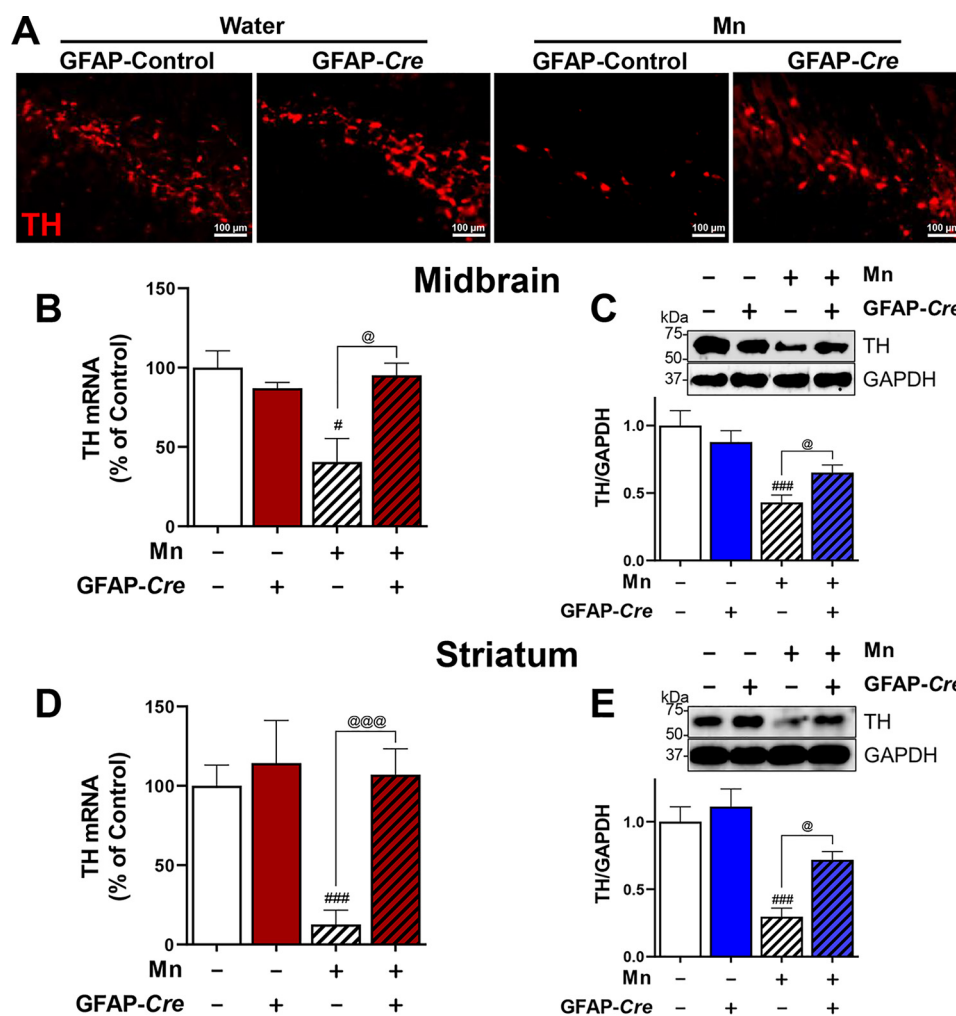 A
Water
Mn
GFAP-Control
GFAP-Cre
GFAP-Control
GFAP-Cre
TH
100 µm
100 µm
100 µm
100 µm
Midbrain
B
150
100
50
0
TH mRNA
(% of Control)
#
@
Mn − − + +
GFAP-Cre − + − +
C
− − + + Mn
− + − + GFAP-Cre
kDa
75
50
TH
37
GAPDH
TH/GAPDH
1.0
0.5
0.0
###
@
Mn − − + +
GFAP-Cre − + − +
Striatum
D
150
100
50
0
TH mRNA
(% of Control)
###
@@@
Mn − − + +
GFAP-Cre − + − +
E
− − + + Mn
− + − + GFAP-Cre
kDa
75
50
TH
37
GAPDH
TH/GAPDH
1.0
0.5
0.0
###
@
Mn − − + +
GFAP-Cre − + − +